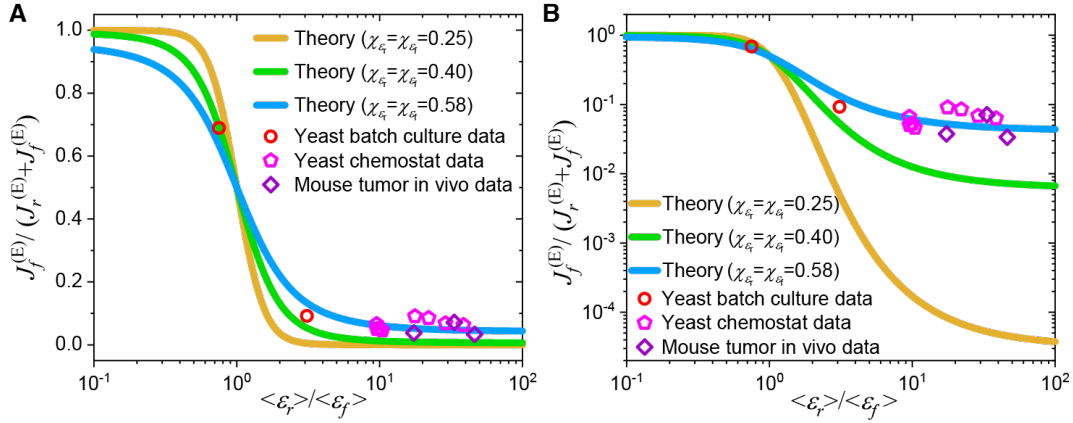 A
J_f^(E)/(J_r^(E)+J_f^(E))
1.0
0.8
0.6
0.4
0.2
0.0
Theory (χ_εr=χ_εf=0.25)
Theory (χ_εr=χ_εf=0.40)
Theory (χ_εr=χ_εf=0.58)
Yeast batch culture data
Yeast chemostat data
Mouse tumor in vivo data
10^-1
10^0
10^1
10^2
<ε_r>/<ε_f>
B
J_f^(E)/(J_r^(E)+J_f^(E))
10^0
10^-1
10^-2
10^-3
10^-4
Theory (χ_εr=χ_εf=0.25)
Theory (χ_εr=χ_εf=0.40)
Theory (χ_εr=χ_εf=0.58)
Yeast batch culture data
Yeast chemostat data
Mouse tumor in vivo data
10^-1
10^0
10^1
10^2
<ε_r>/<ε_f>